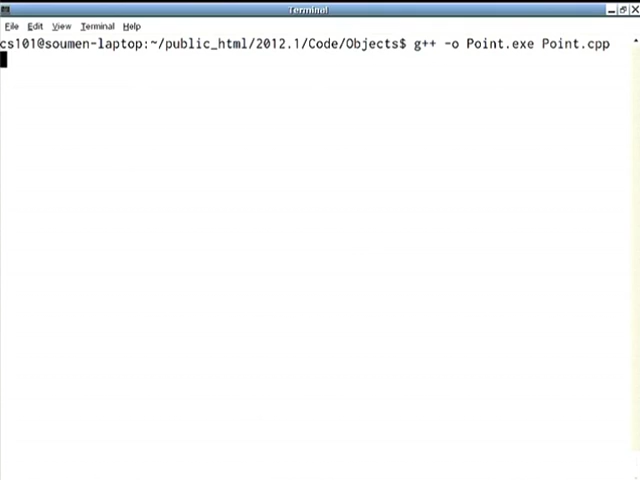 Terminal
File Edit View Terminal Help
cs101@soumen-laptop:~/public_html/2012.1/Code/Objects$ g++ -o Point.exe Point.cpp